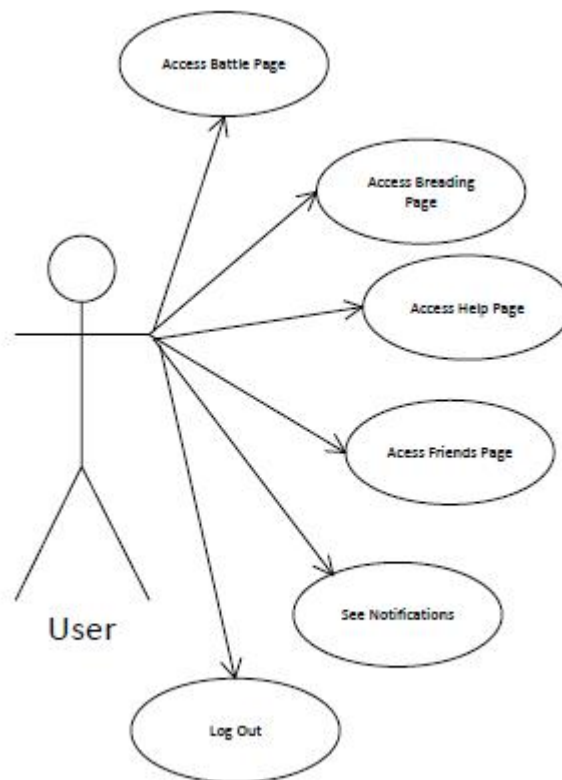 Access Battle Page
Access Breading
Page
Access Help Page
Acess Friends Page
See Notifications
User
Log Out